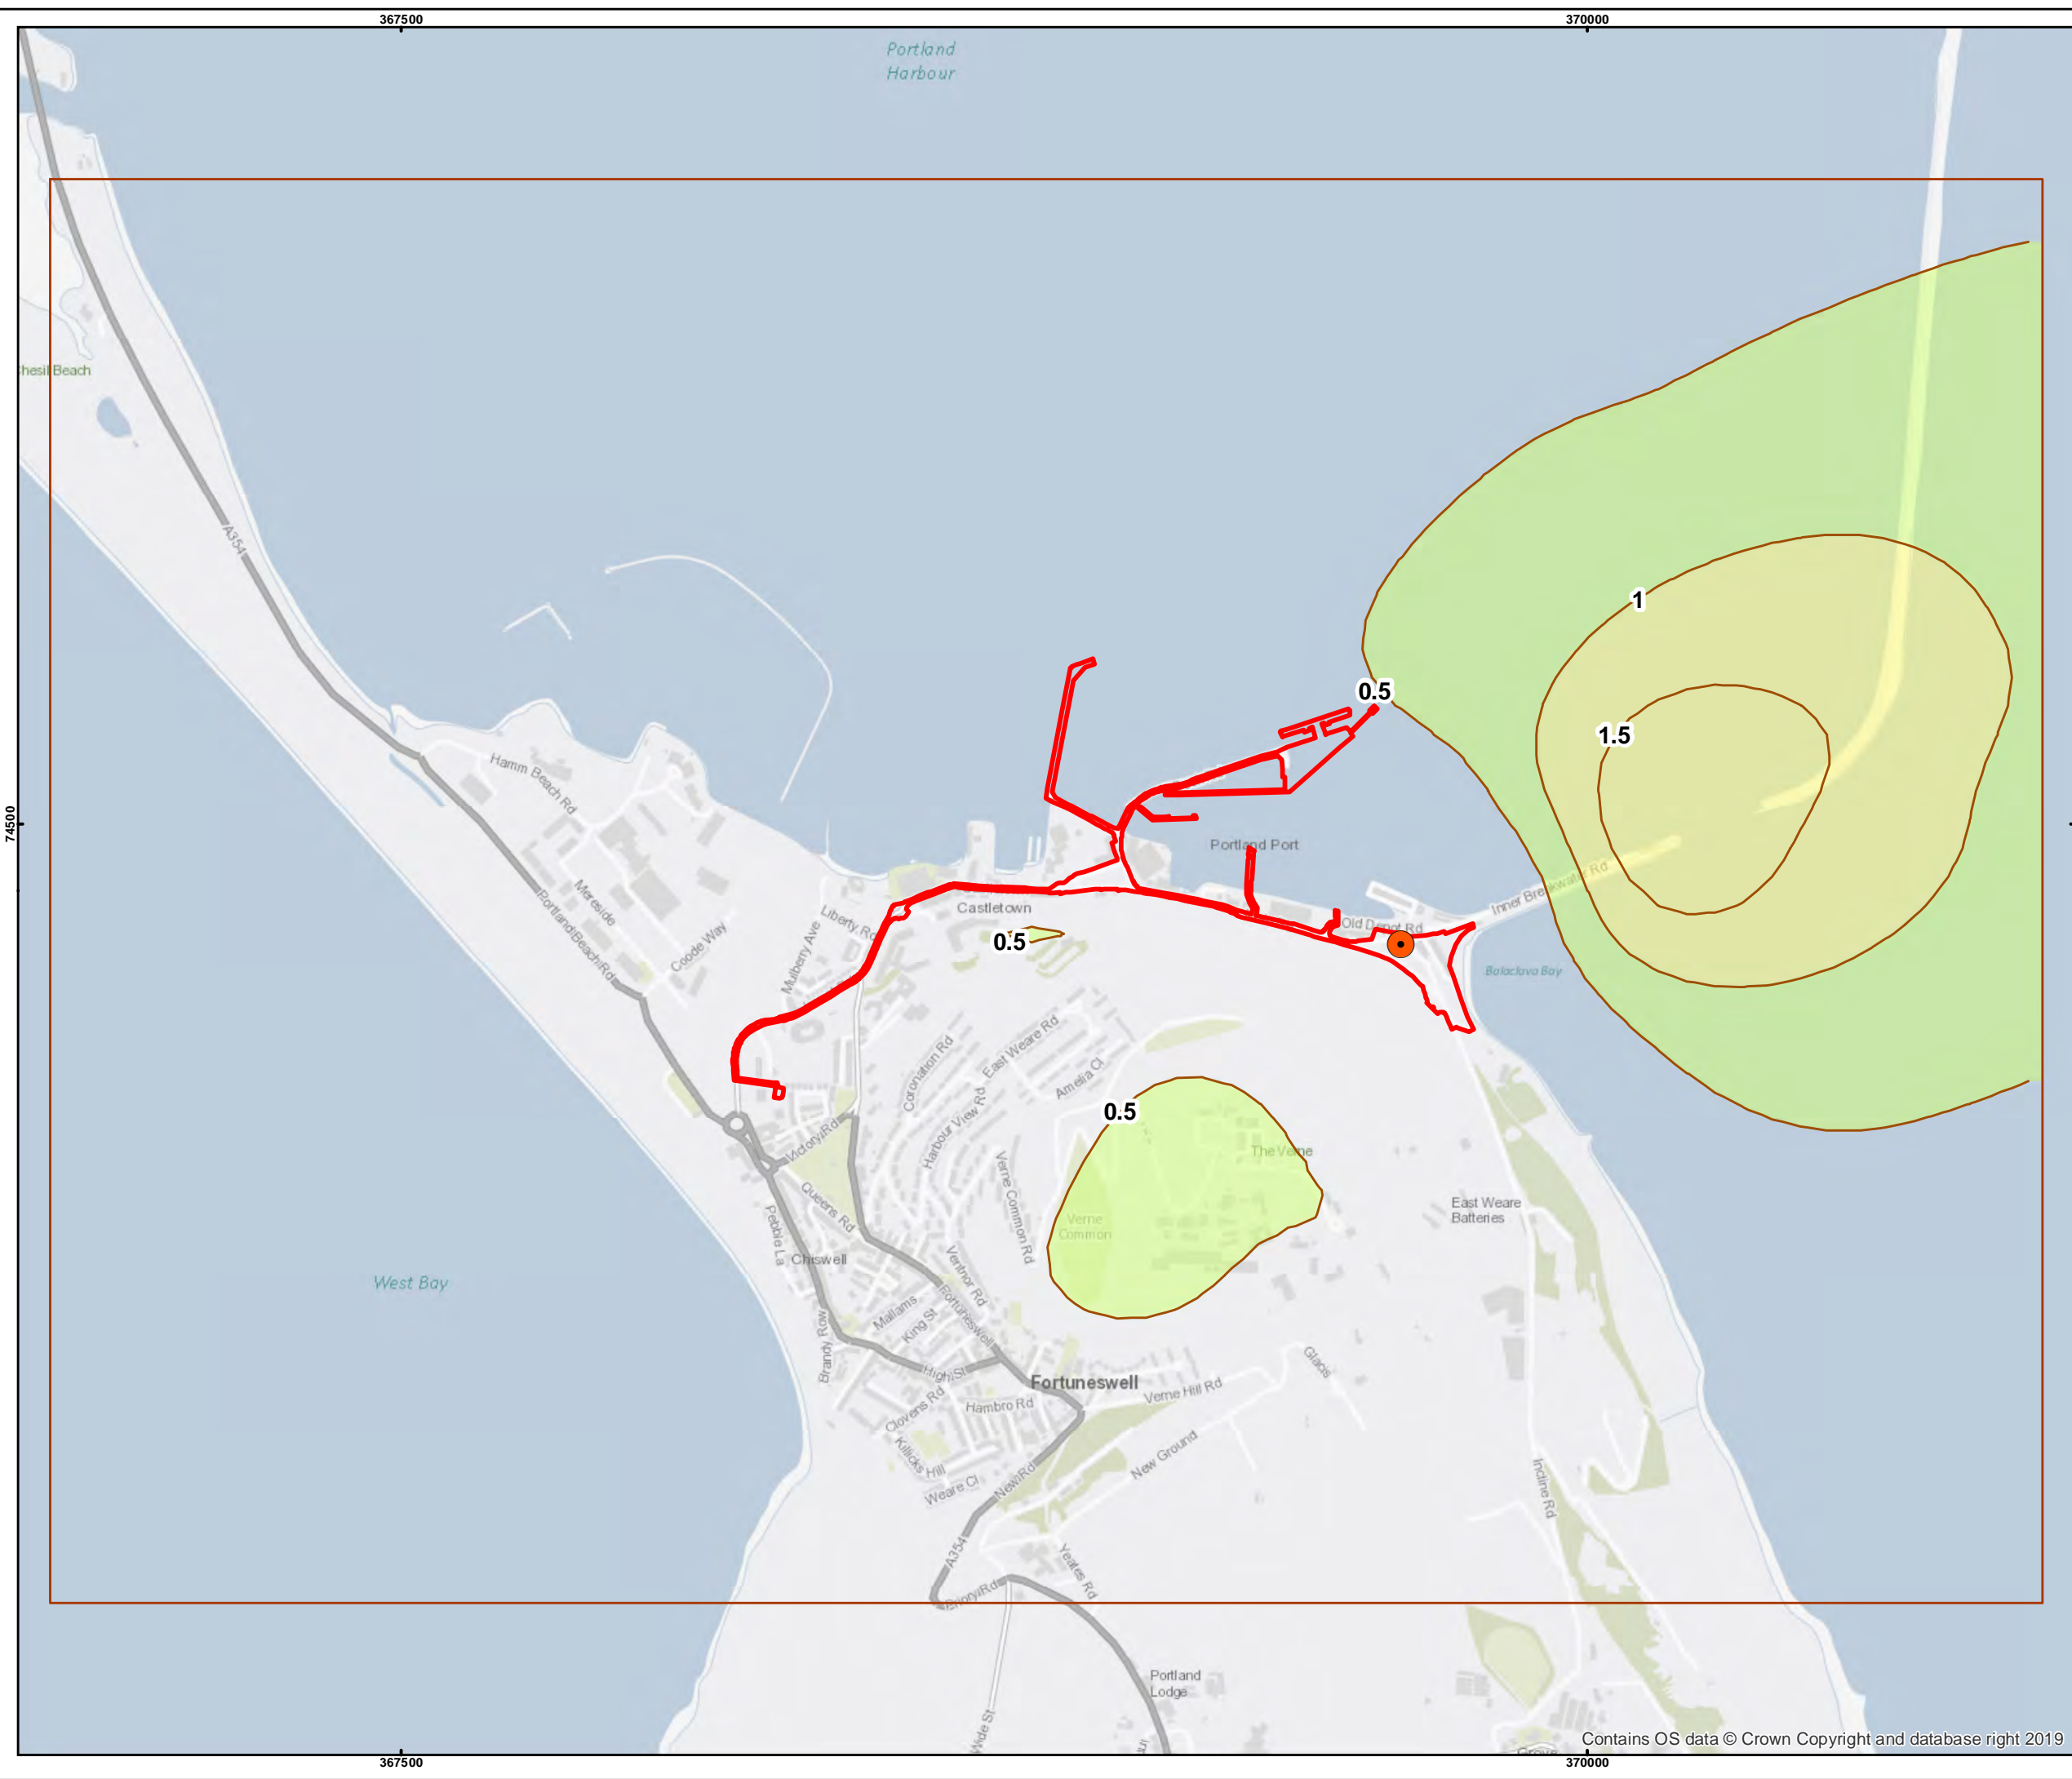 367500
370000
Portland
Harbour
hesil Beach
A354
1
0.5
1.5
Hamm Beach Rd
74500
Portland Port
Inner Breakwater Rd
Mereside
Portland Beach Rd
Castletown
Liberty Rd
Old Depot Rd
0.5
Coode Way
Mulberry Ave
Balaclava Bay
Coronation Rd
East Weare Rd
Amelia Cl
0.5
Harbour View Rd
Victory Rd
The Verne
Verne Common Rd
Queens Rd
East Weare
Batteries
Verne
Common
Pebble La
Chiswell
West Bay
Ventnor Rd
Fortuneswell
Mallams
King St
Brandy Row
High St
Glacis
Fortuneswell
Verne Hill Rd
Clovens Rd
Hambro Rd
Killicks Hill
New Ground
Weare Cl
New Rd
Incline Rd
A354
Yeates Rd
Priory Rd
Portland
Lodge
Wide St
Grove
Contains OS data © Crown Copyright and database right 2019
367500
370000